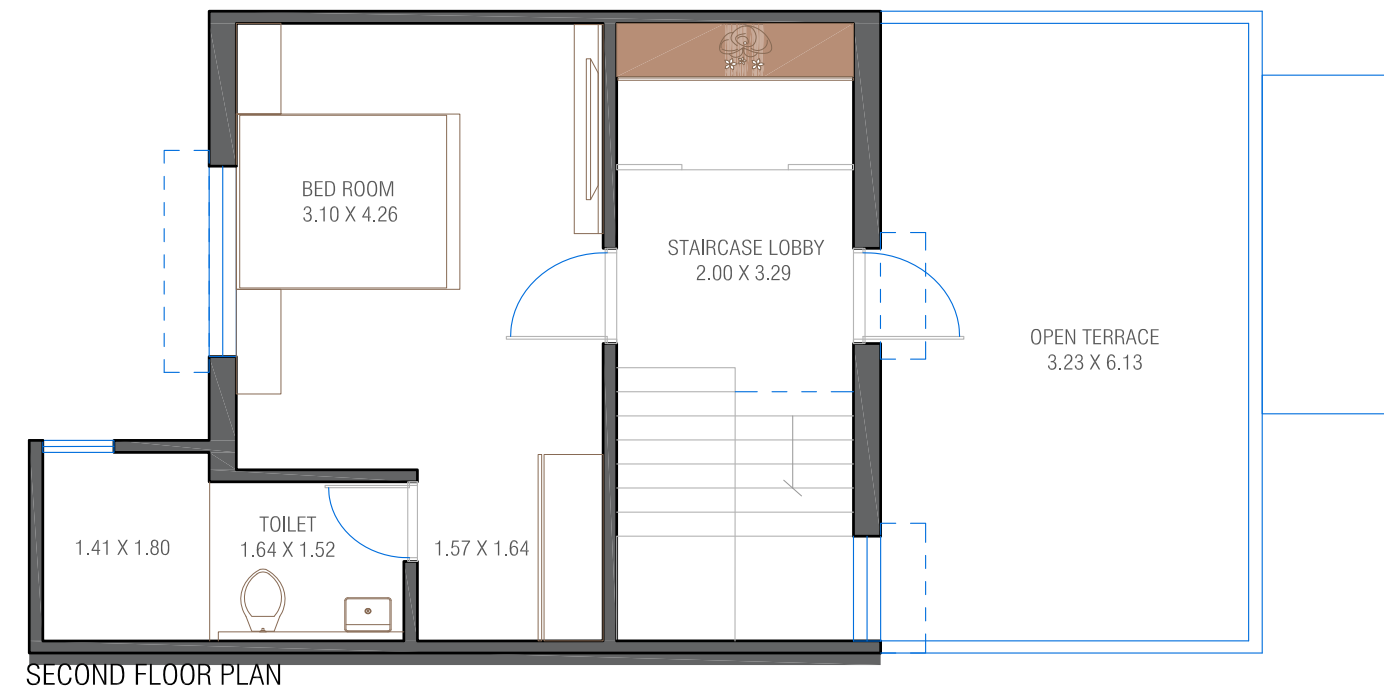 BED ROOM
3.10 X 4.26
STAIRCASE LOBBY
2.00 X 3.29
OPEN TERRACE
3.23 X 6.13
TOILET
1.64 X 1.52
1.41 X 1.80
1.57 X 1.64
SECOND FLOOR PLAN